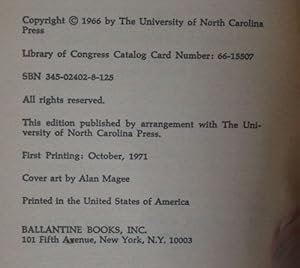 Copyright © 1966 by The University of North Carolina
Press
Library of Congress Catalog Card Number: 66-15507
SBN 345-02402-8-125
All rights reserved.
This edition published by arrangement with The Uni-
versity of North Carolina Press.
First Printing: October, 1971
Cover art by Alan Magee
Printed in the United States of America
BALLANTINE BOOKS, INC.
101 Fifth Avenue, New York, N.Y. 10003